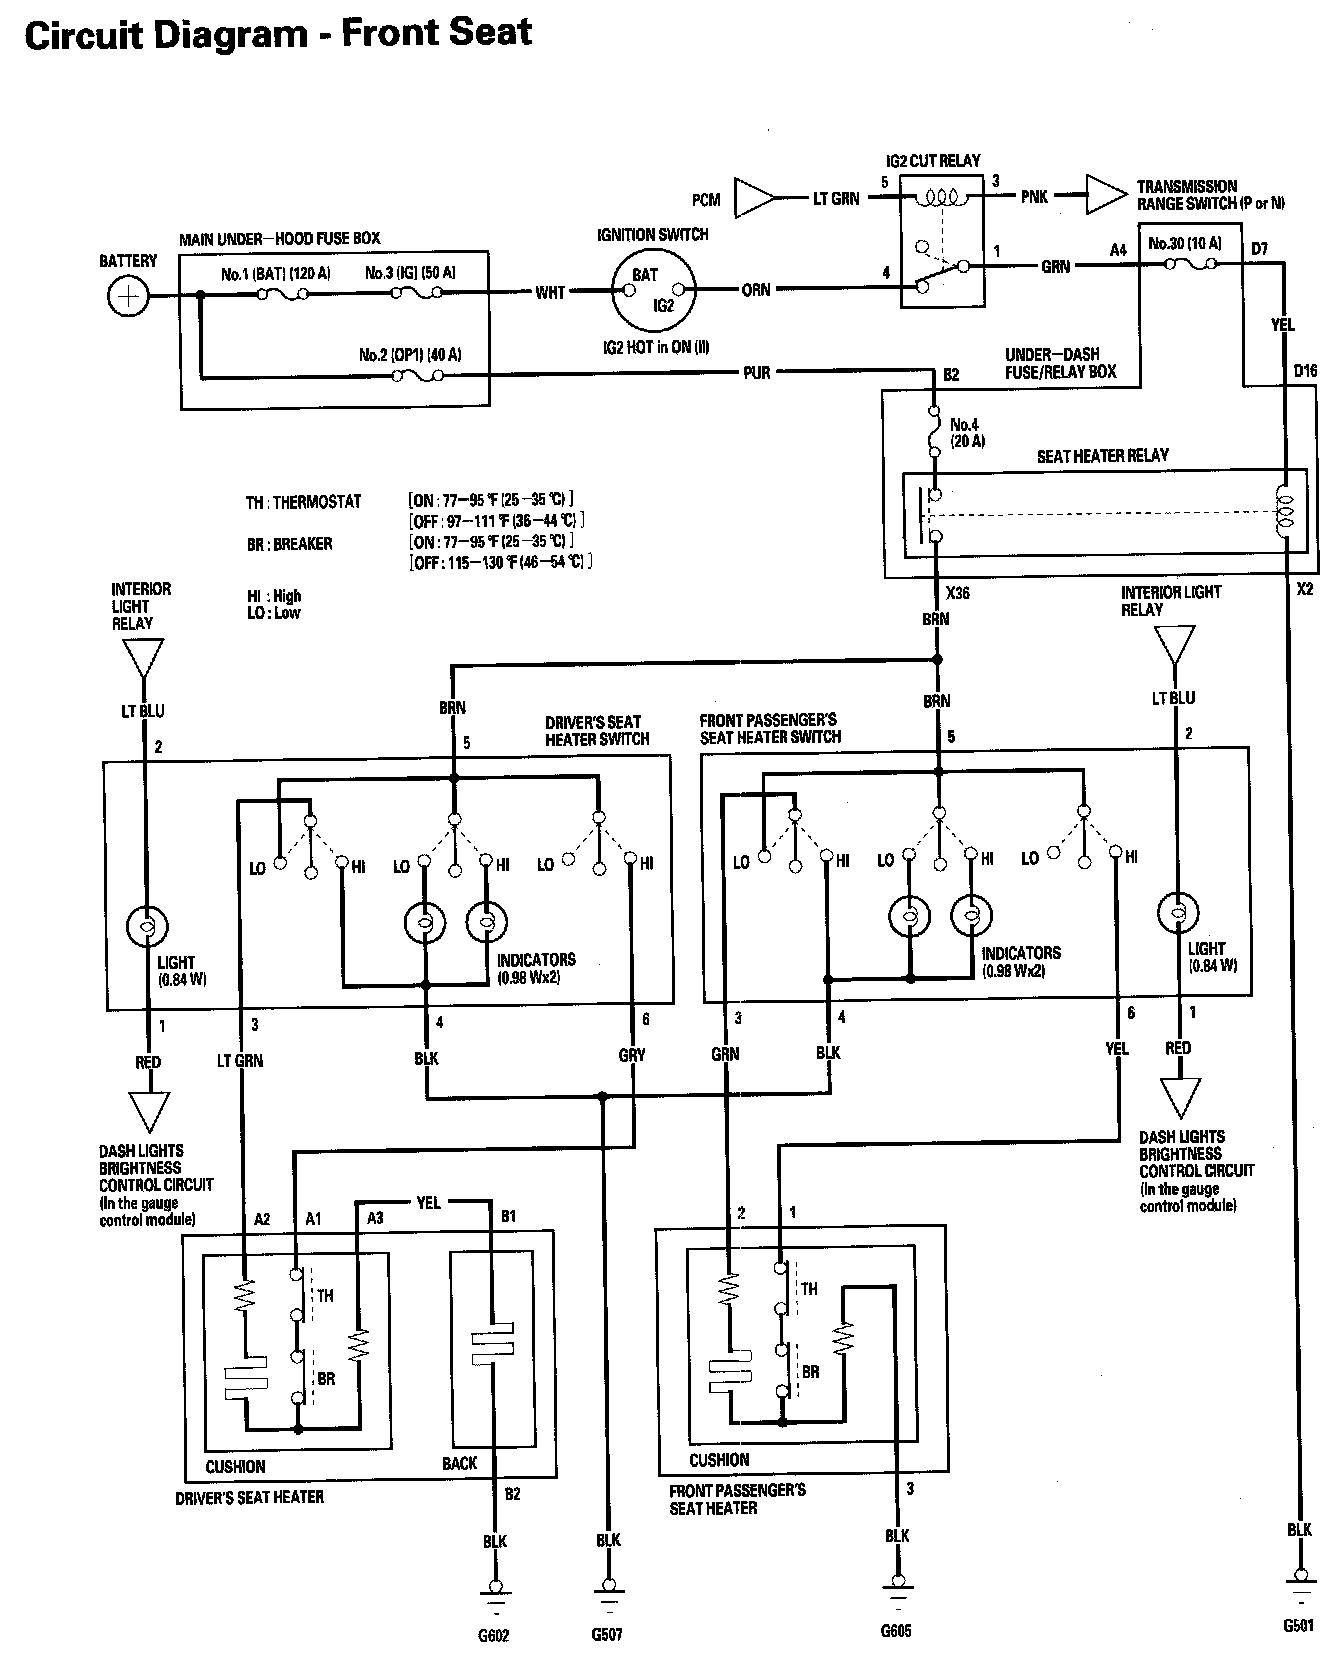 Circuit Diagram - Front Seat
IG2 CUT RELAY
5
3
PCM
LT GRN
PNK
TRANSMISSION
RANGE SWITCH (P or N)
MAIN UNDER-HOOD FUSE BOX
IGNITION SWITCH
BATTERY
No.1 (BAT) (120 A)
No.3 (IG) (50 A)
WHT
BAT
IG2
ORN
4
1
GRN
A4
No.30 (10 A)
D7
YEL
IG2 HOT in ON (II)
No.2 (OP1) (40 A)
PUR
B2
UNDER-DASH
FUSE/RELAY BOX
D16
No.4
(20 A)
SEAT HEATER RELAY
TH : THERMOSTAT
[ON : 77-95 °F (25-35 °C) ]
[OFF : 97-111 °F (36-44 °C) ]
BR : BREAKER
[ON : 77-95 °F (25-35 °C) ]
[OFF : 115-130 °F (46-54 °C) ]
HI : High
LO : Low
INTERIOR
LIGHT
RELAY
X36
BRN
INTERIOR LIGHT
RELAY
X2
LT BLU
BRN
BRN
LT BLU
2
5
DRIVER'S SEAT
HEATER SWITCH
FRONT PASSENGER'S
SEAT HEATER SWITCH
5
2
LO
HI
LO
HI
LO
HI
LO
HI
LO
HI
LO
HI
LIGHT
(0.84 W)
INDICATORS
(0.98 Wx2)
INDICATORS
(0.98 Wx2)
LIGHT
(0.84 W)
1
3
4
6
3
4
6
1
RED
LT GRN
BLK
GRY
GRN
BLK
YEL
RED
DASH LIGHTS
BRIGHTNESS
CONTROL CIRCUIT
(In the gauge
control module)
DASH LIGHTS
BRIGHTNESS
CONTROL CIRCUIT
(In the gauge
control module)
A2
A1
A3
YEL
B1
2
1
TH
BR
TH
BR
CUSHION
BACK
CUSHION
DRIVER'S SEAT HEATER
B2
FRONT PASSENGER'S
SEAT HEATER
3
BLK
BLK
BLK
BLK
G602
G507
G605
G501